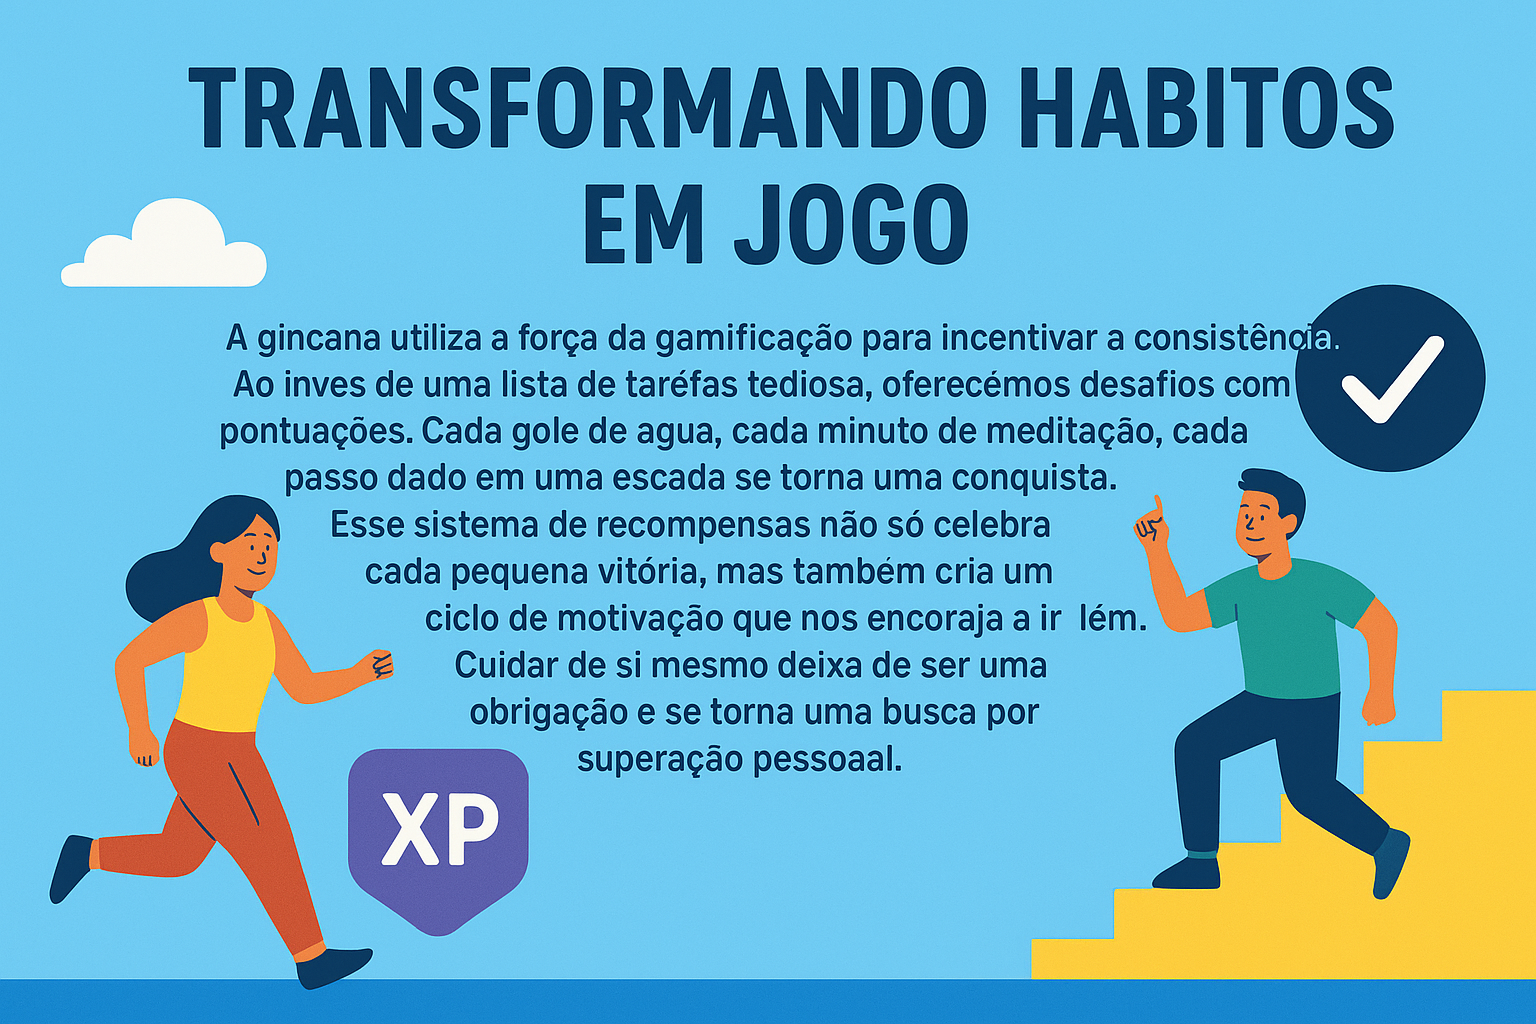 TRANSFORMANDO HABITOS
EM JOGO
A gincana utiliza a força da gamificação para incentivar a consistência.
Ao inves de uma lista de taréfas tediosa, oferecémos desafios com
pontuações. Cada gole de agua, cada minuto de meditação, cada
passo dado em uma escada se torna uma conquista.
Esse sistema de recompensas não só celebra
cada pequena vitória, mas também cria um
ciclo de motivação que nos encoraja a ir lém.
Cuidar de si mesmo deixa de ser uma
obrigação e se torna uma busca por
superação pessoaal.
XP